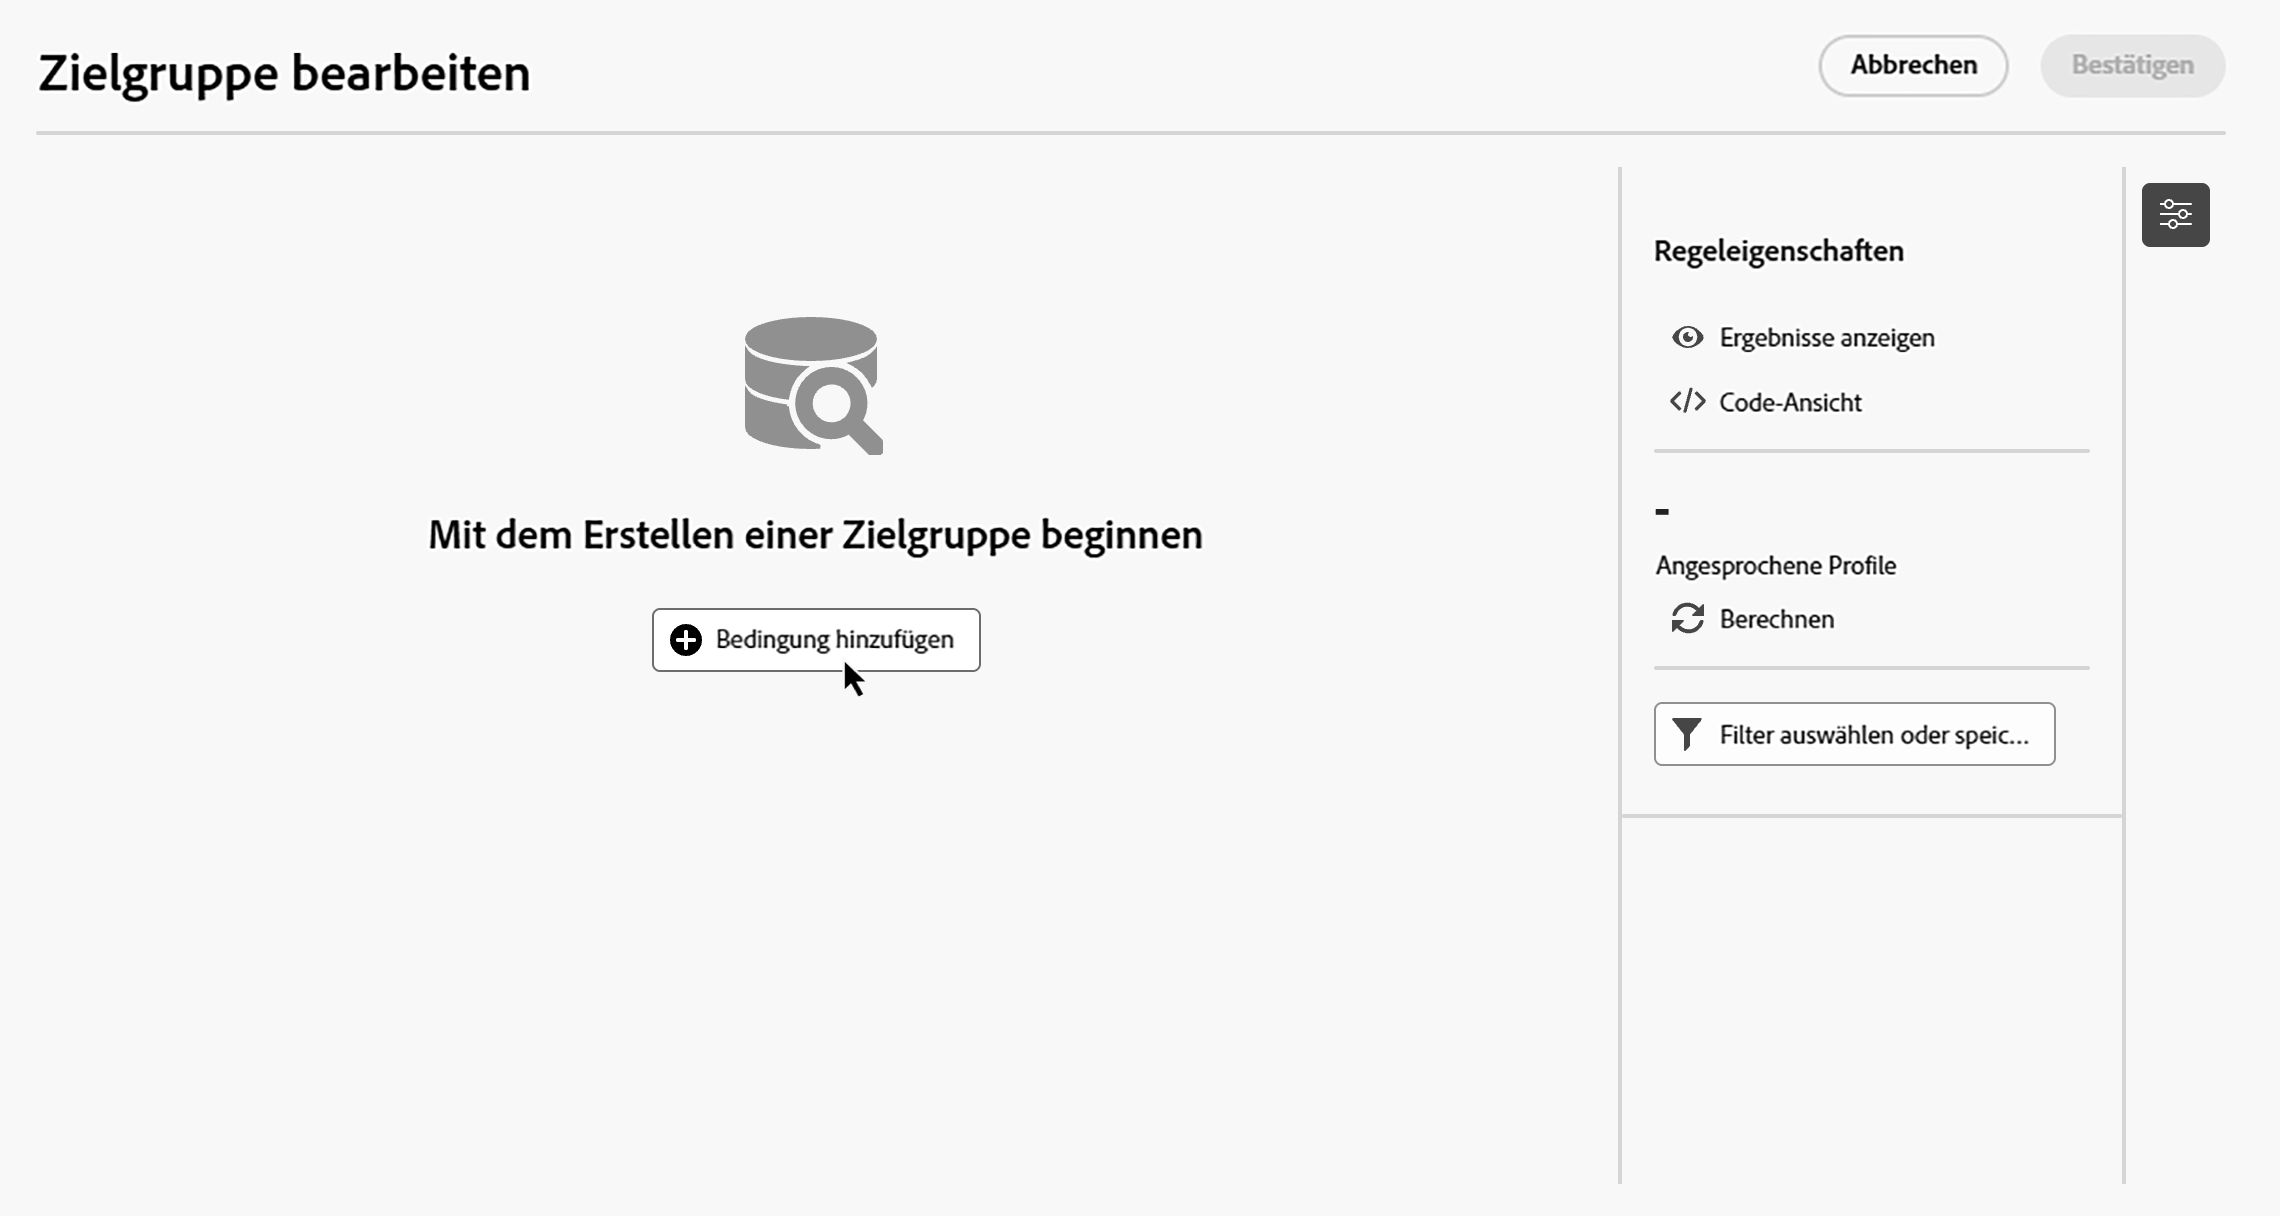 Zielgruppe bearbeiten
Abbrechen
Bestätigen
Mit dem Erstellen einer Zielgruppe beginnen
Bedingung hinzufügen
Regeleigenschaften
Ergebnisse anzeigen
Code-Ansicht
-
Angesprochene Profile
Berechnen
Filter auswählen oder speic...